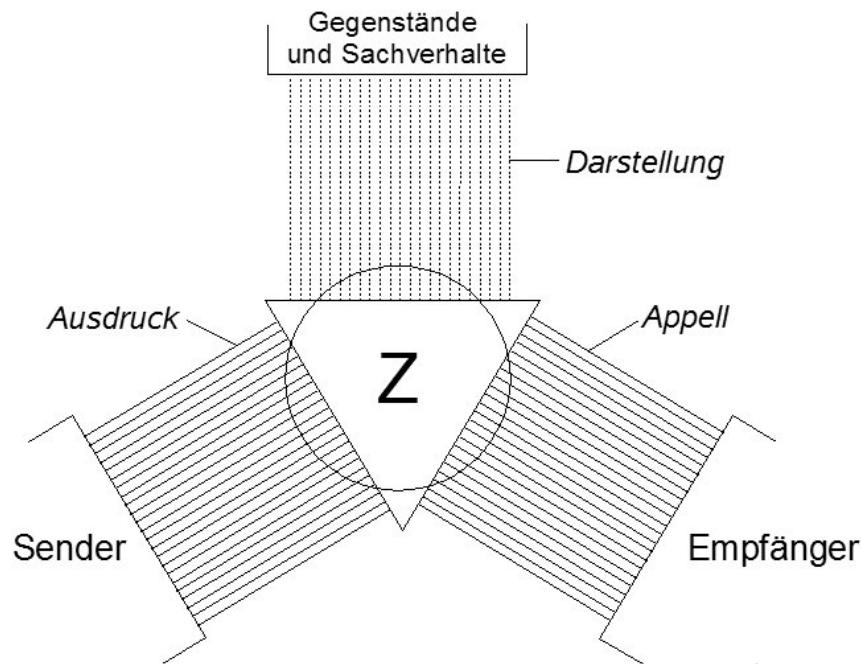 Gegenstände
und Sachverhalte
Darstellung
Ausdruck
Appell
Z
Sender
Empfänger